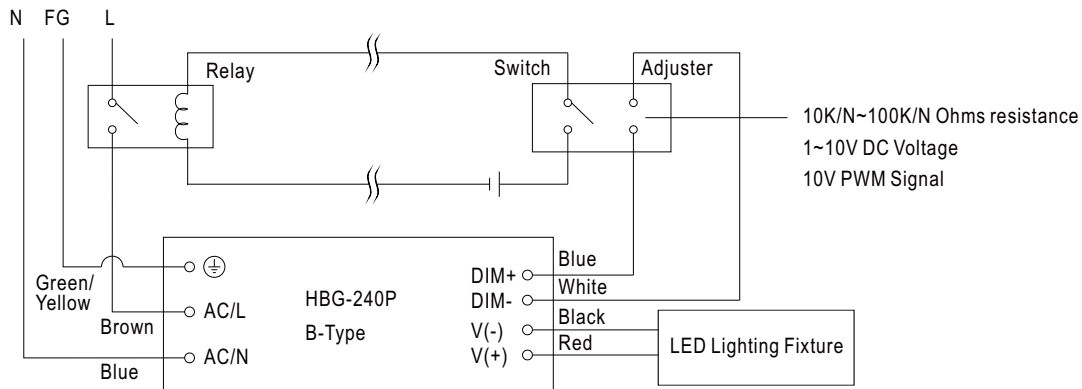 N FG L
Relay
Switch
Adjuster
10K/N~100K/N Ohms resistance
1~10V DC Voltage
10V PWM Signal
Green/
Yellow
Brown
Blue
AC/L
AC/N
HBG-240P
B-Type
DIM+
DIM-
V(-)
V(+)
Blue
White
Black
Red
LED Lighting Fixture